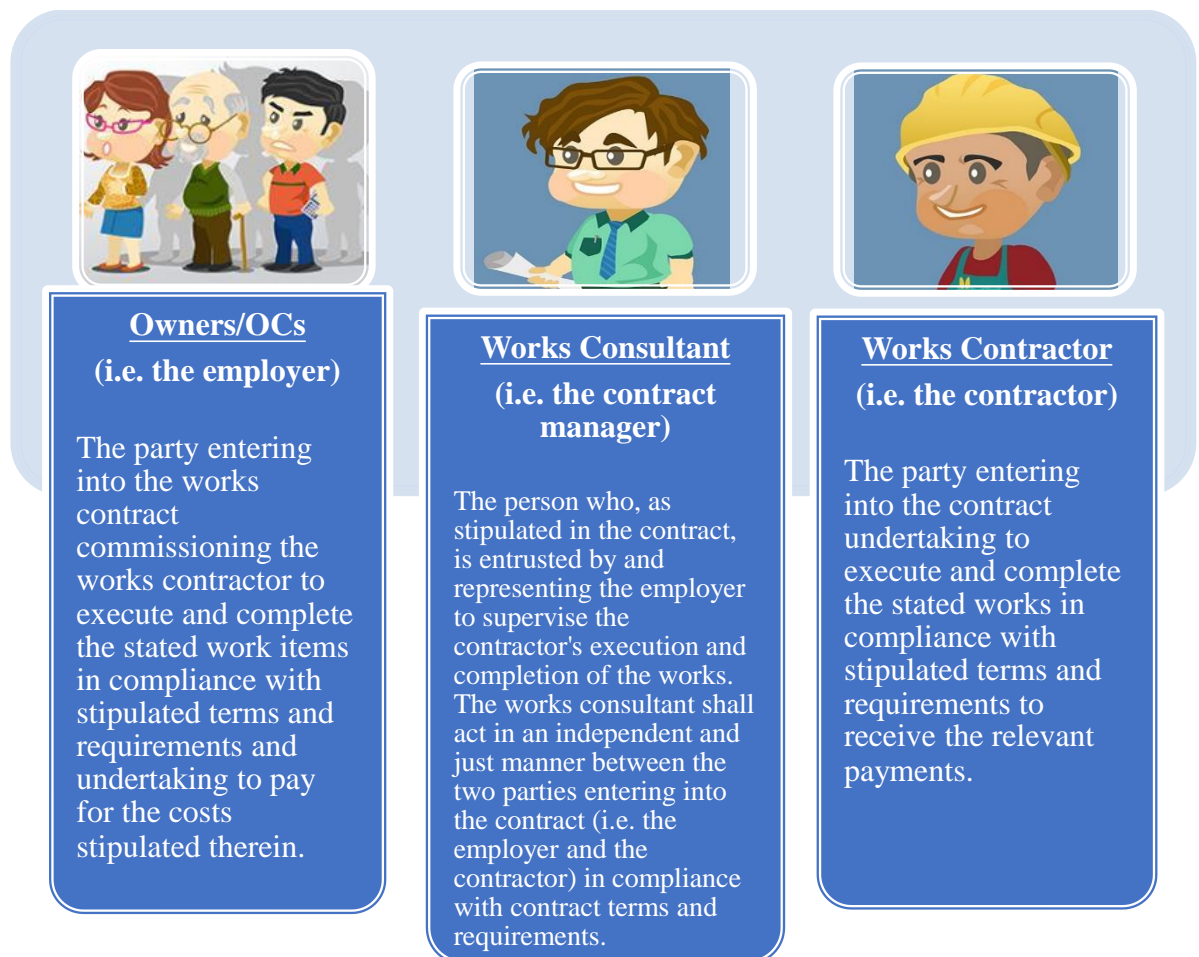 Owners/OCs
(i.e. the employer)
The party entering
into the works
contract
commissioning the
works contractor to
execute and complete
the stated work items
in compliance with
stipulated terms and
requirements and
undertaking to pay
for the costs
stipulated therein.
Works Consultant
(i.e. the contract
manager)
The person who, as
stipulated in the contract,
is entrusted by and
representing the employer
to supervise the
contractor's execution and
completion of the works.
The works consultant shall
act in an independent and
just manner between the
two parties entering into
the contract (i.e. the
employer and the
contractor) in compliance
with contract terms and
requirements.
Works Contractor
(i.e. the contractor)
The party entering
into the contract
undertaking to
execute and complete
the stated works in
compliance with
stipulated terms and
requirements to
receive the relevant
payments.